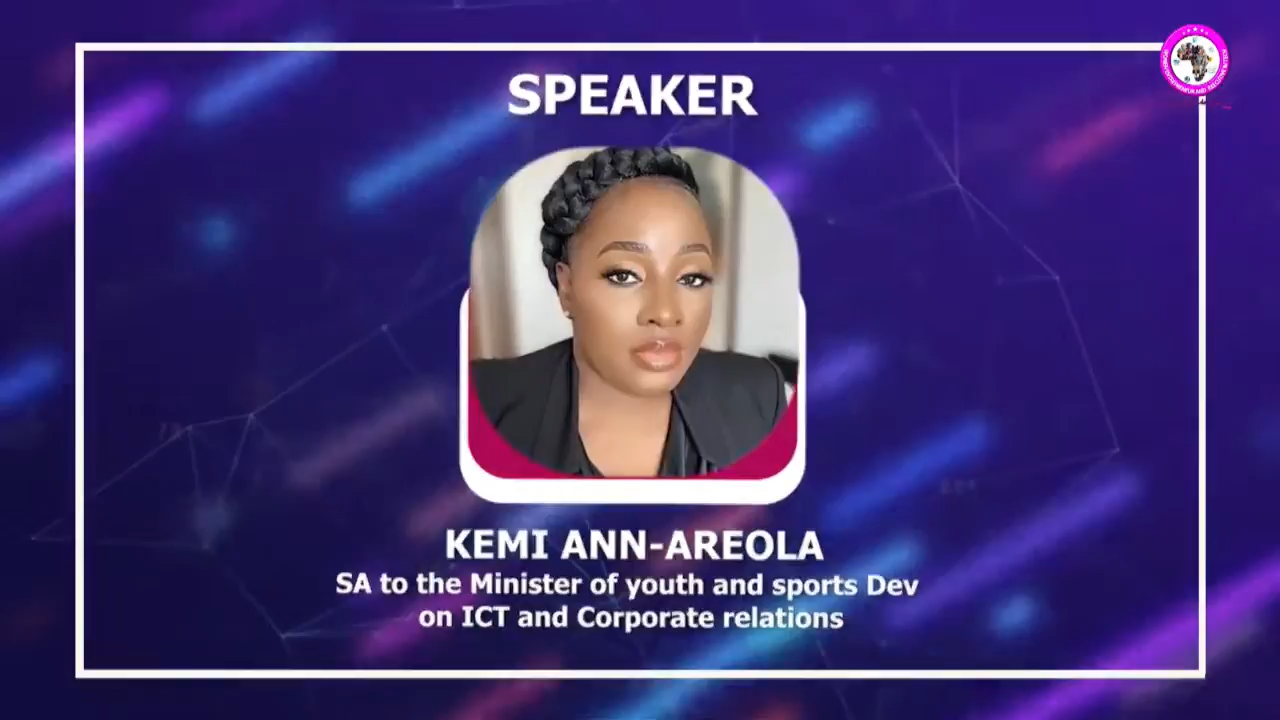 SPEAKER
KEMI ANN-AREOLA
SA to the Minister of youth and sports Dev
on ICT and Corporate relations